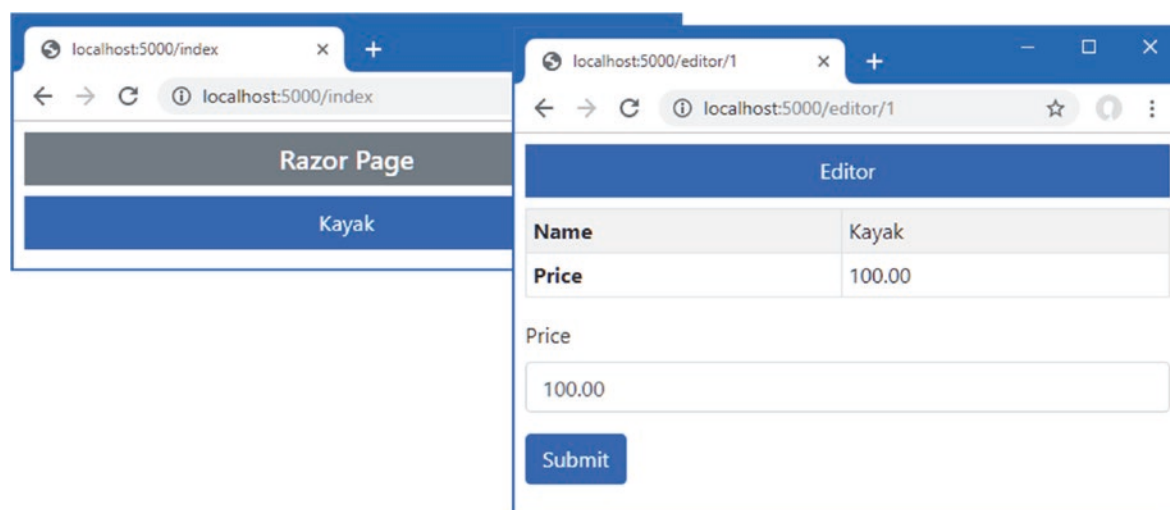 localhost:5000/index
localhost:5000/index
Razor Page
Kayak
localhost:5000/editor/1
localhost:5000/editor/1
Editor
Name Kayak
Price 100.00
Price
100.00
Submit